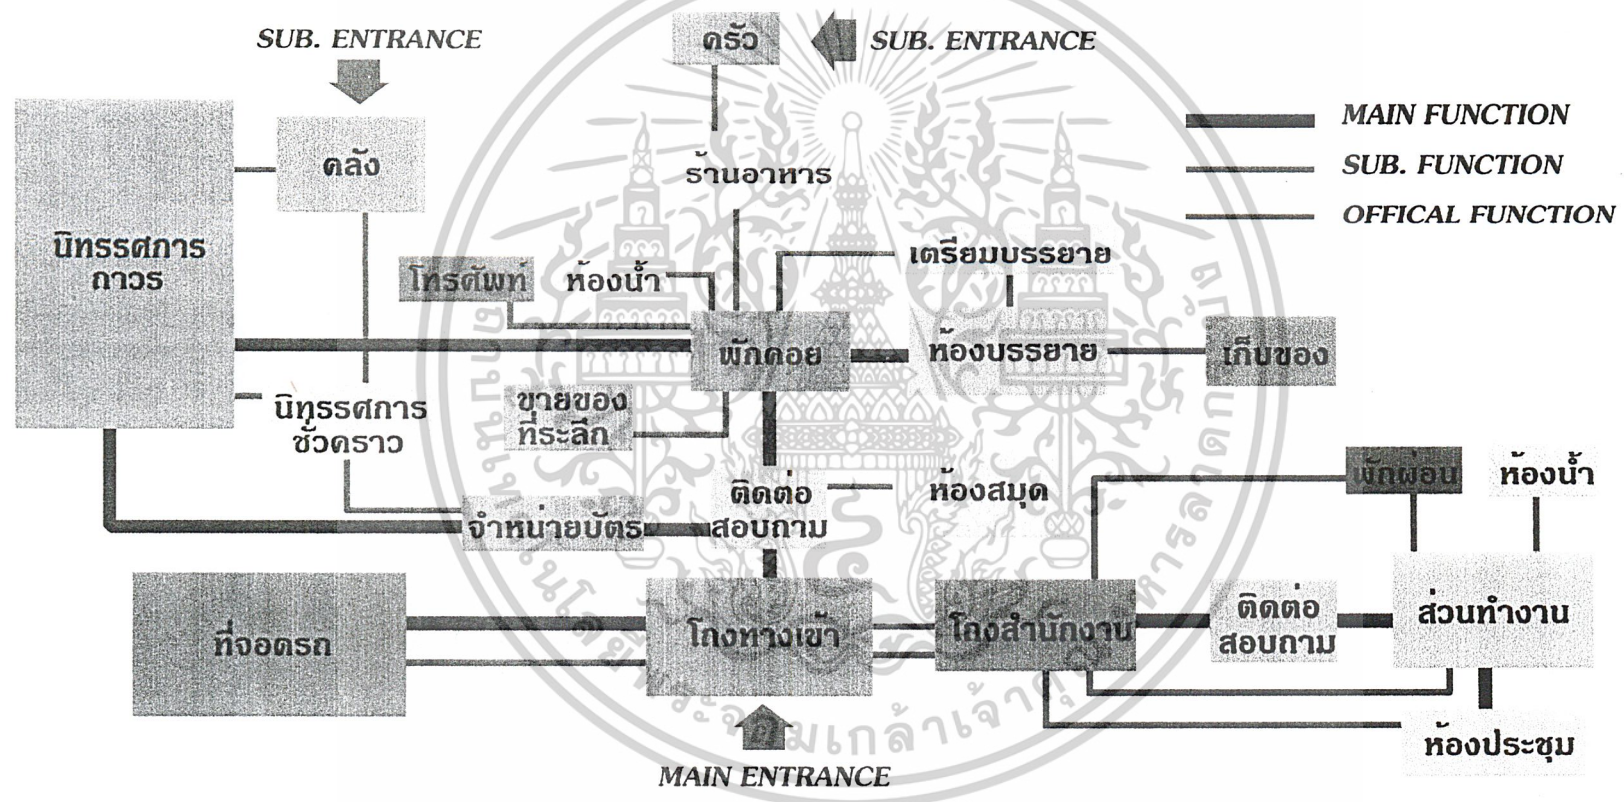 SUB. ENTRANCE
ครัว
SUB. ENTRANCE
MAIN FUNCTION
SUB. FUNCTION
OFFICAL FUNCTION
คลัง
ร้านอาหาร
นิทรรศการ
ถาวร
โทรศัพท์
ห้องน้ำ
เตรียมบรรยาย
พักคอย
ห้องบรรยาย
เก็บของ
นิทรรศการ
ชั่วคราว
ขายของ
ที่ระลึก
ติดต่อ
สอบถาม
ห้องสมุด
พักผ่อน
ห้องน้ำ
จำหน่ายบัตร
ที่จอดรถ
โถงทางเข้า
โถงสำนักงาน
ติดต่อ
สอบถาม
ส่วนทำงาน
ห้องประชุม
MAIN ENTRANCE